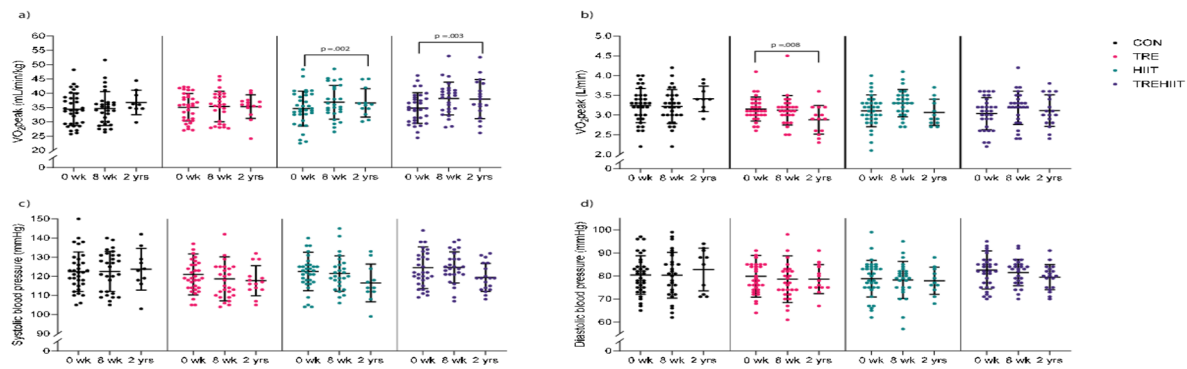 a)
VO₂peak (mL/min/kg)
60
55
50
45
40
35
30
25
20
0
p =.002
p =.003
0 wk 8 wk 2 yrs 0 wk 8 wk 2 yrs 0 wk 8 wk 2 yrs 0 wk 8 wk 2 yrs
b)
VO₂peak (L/min)
5.0
4.5
4.0
3.5
3.0
2.5
2.0
0
p =.008
0 wk 8 wk 2 yrs 0 wk 8 wk 2 yrs 0 wk 8 wk 2 yrs 0 wk 8 wk 2 yrs
CON
TRE
HIIT
TREHIIT
c)
Systolic blood pressure (mmHg)
150
140
130
120
110
100
90
0
0 wk 8 wk 2 yrs 0 wk 8 wk 2 yrs 0 wk 8 wk 2 yrs 0 wk 8 wk 2 yrs
d)
Diastolic blood pressure (mmHg)
100
90
80
70
60
0
0 wk 8 wk 2 yrs 0 wk 8 wk 2 yrs 0 wk 8 wk 2 yrs 0 wk 8 wk 2 yrs